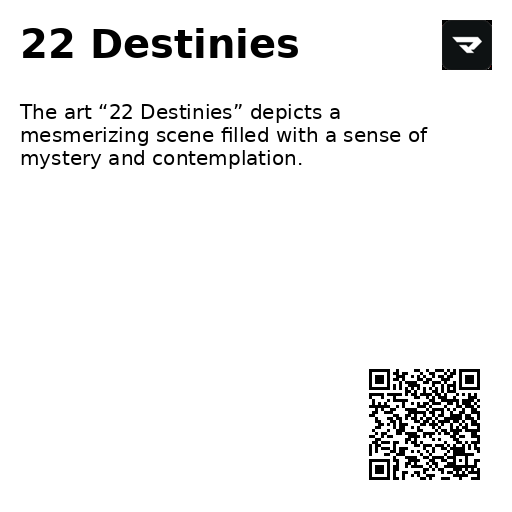 22 Destinies
The art “22 Destinies” depicts a
mesmerizing scene filled with a sense of
mystery and contemplation.